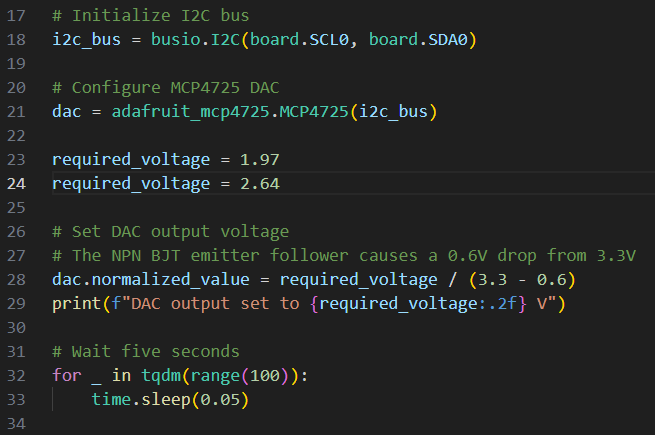 17 # Initialize I2C bus
18 i2c_bus = busio.I2C(board.SCL0, board.SDA0)
19
20 # Configure MCP4725 DAC
21 dac = adafruit_mcp4725.MCP4725(i2c_bus)
22
23 required_voltage = 1.97
24 required_voltage = 2.64
25
26 # Set DAC output voltage
27 # The NPN BJT emitter follower causes a 0.6V drop from 3.3V
28 dac.normalized_value = required_voltage / (3.3 - 0.6)
29 print(f"DAC output set to {required_voltage:.2f} V")
30
31 # Wait five seconds
32 for _ in tqdm(range(100)):
33     time.sleep(0.05)
34